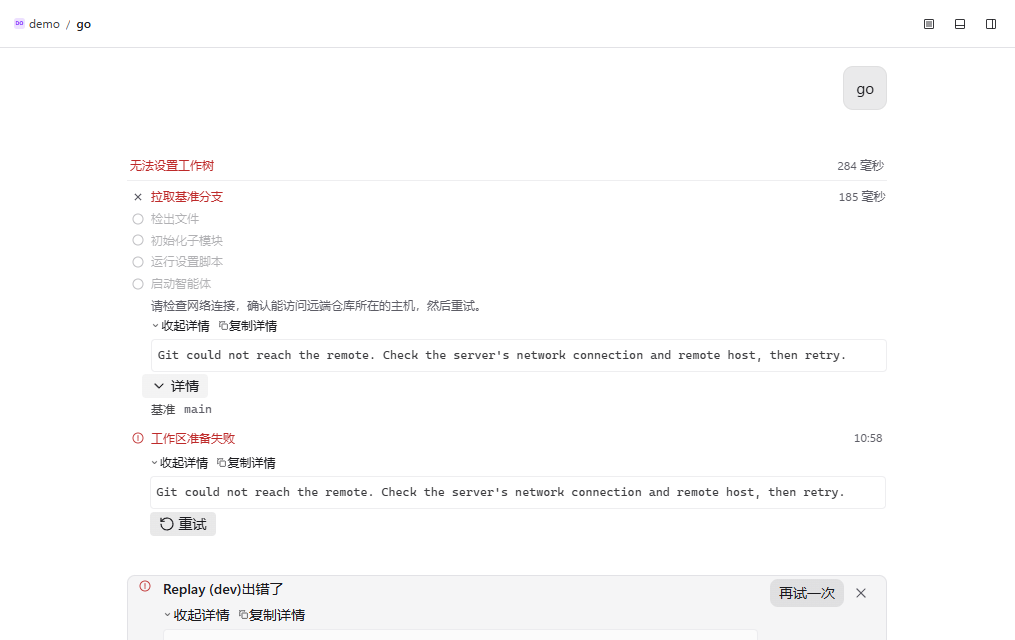 DO demo / go
go
无法设置工作树 284 毫秒
拉取基准分支 185 毫秒
检出文件
初始化子模块
运行设置脚本
启动智能体
请检查网络连接，确认能访问远端仓库所在的主机，然后重试。
收起详情 复制详情
Git could not reach the remote. Check the server's network connection and remote host, then retry.
详情
基准 main
工作区准备失败 10:58
收起详情 复制详情
Git could not reach the remote. Check the server's network connection and remote host, then retry.
重试
Replay (dev)出错了 再试一次
收起详情 复制详情